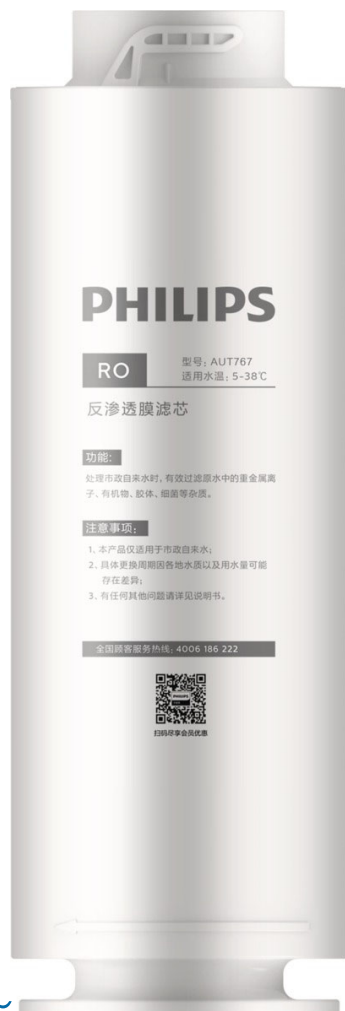 PHILIPS
RO
型号: AUT767
适用水温: 5-38℃
反渗透膜滤芯
功能:
处理市政自来水时, 有效过滤原水中的重金属离
子、有机物、胶体、细菌等杂质。
注意事项:
1、本产品仅适用于市政自来水;
2、具体更换周期因各地水质以及用水量可能
存在差异;
3、有任何其他问题请详见说明书。
全国顾客服务热线: 4006 186 222
PHILIPS
扫码尽享会员优惠